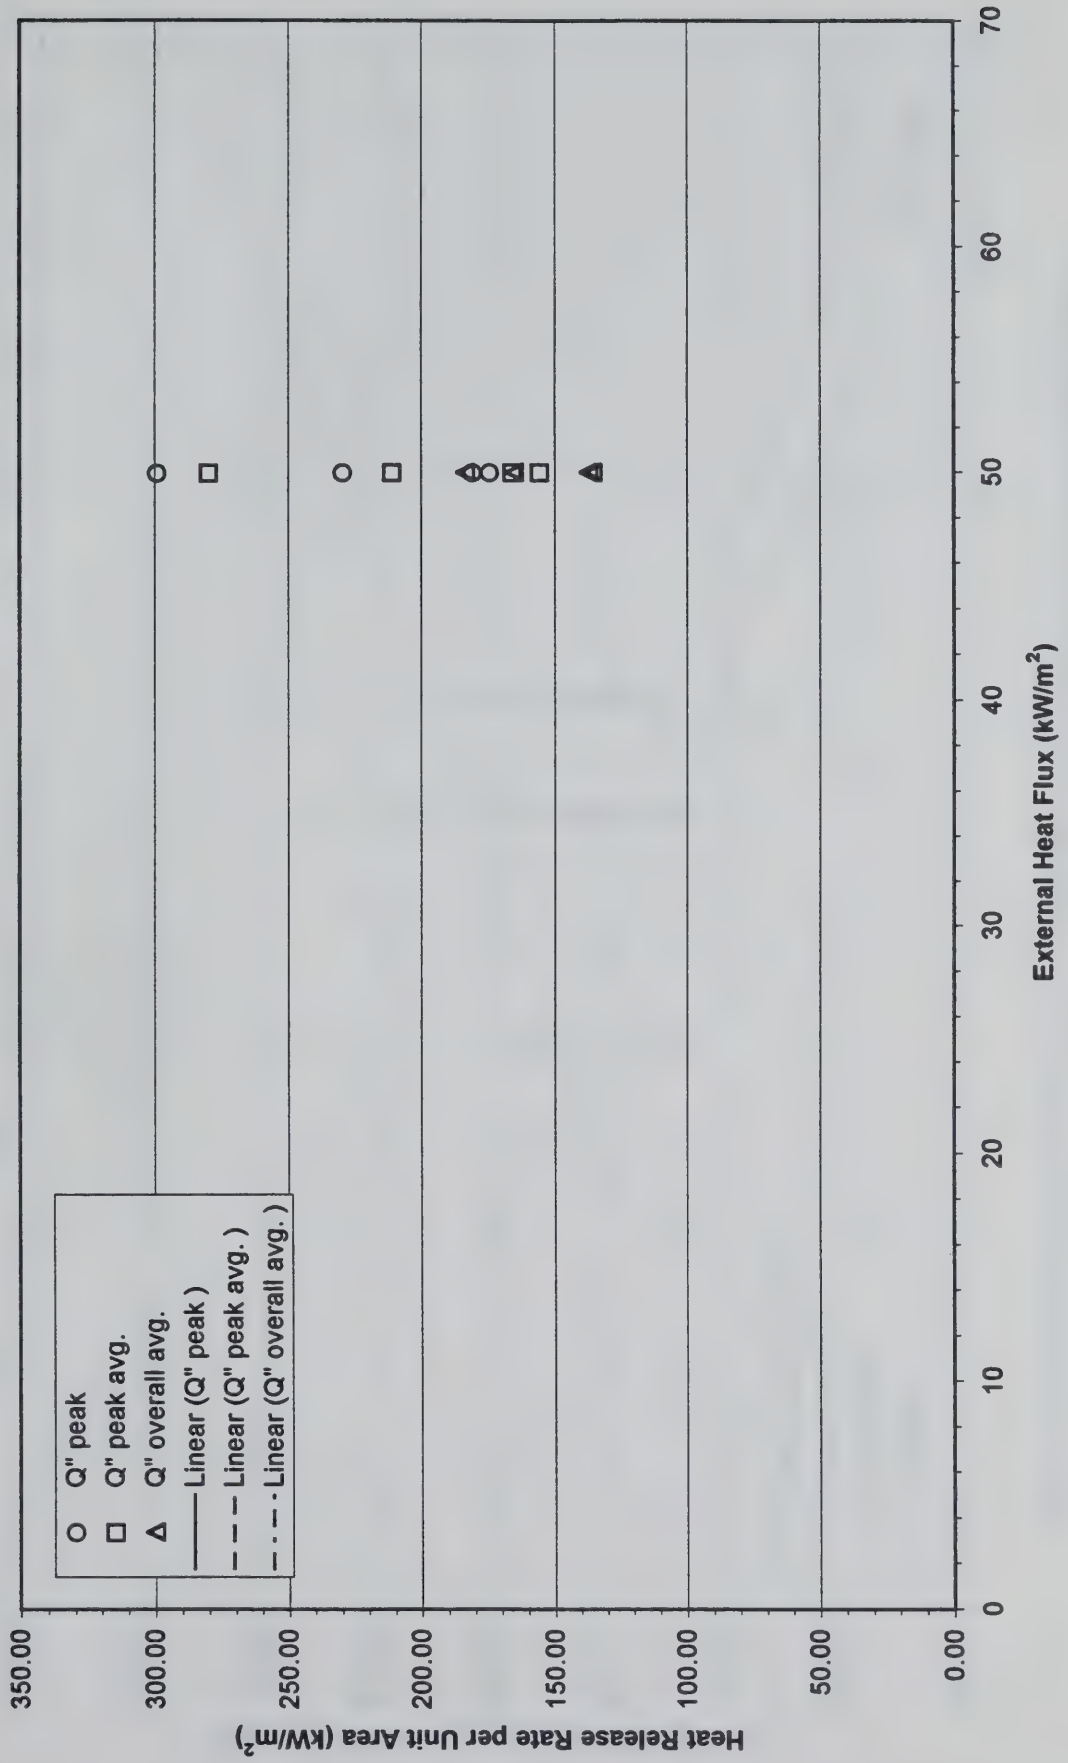 Q" peak
Q" peak avg.
Q" overall avg.
Linear (Q" peak )
Linear (Q" peak avg. )
Linear (Q" overall avg. )
350.00
300.00
250.00
200.00
150.00
100.00
50.00
0.00
Heat Release Rate per Unit Area (kW/m²)
0
10
20
30
40
50
60
70
External Heat Flux (kW/m²)